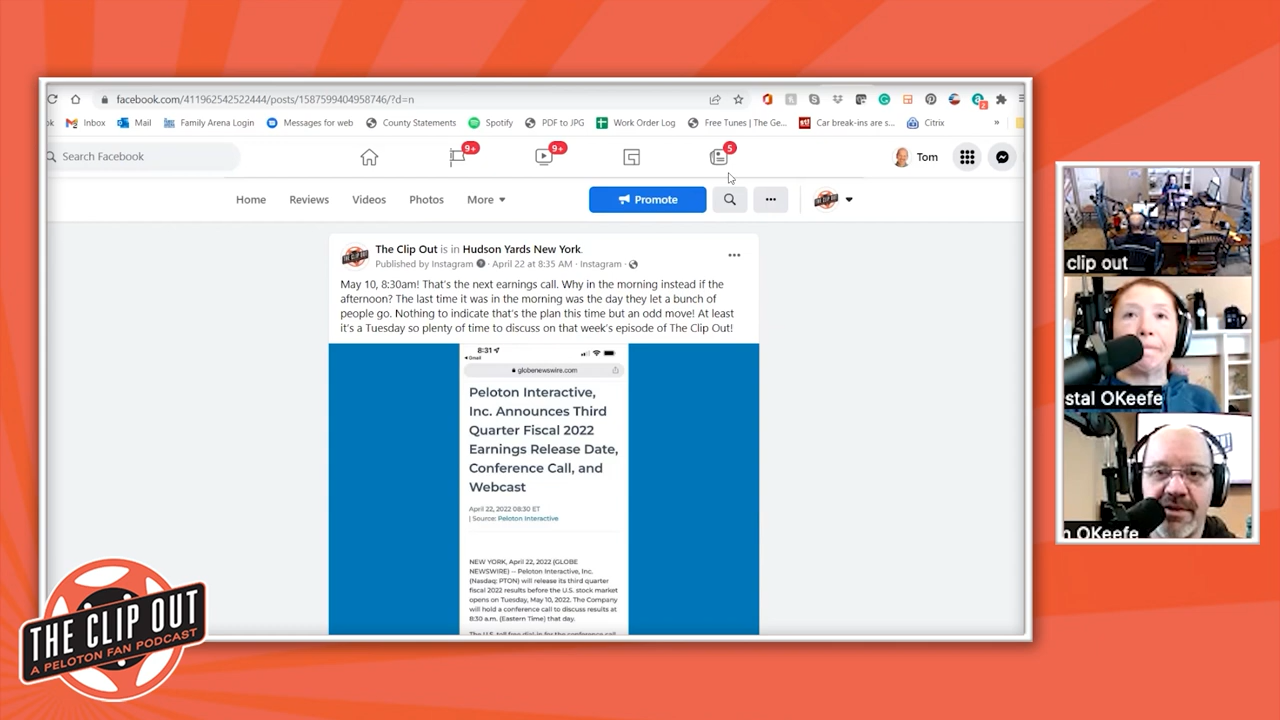 facebook.com/411962542522444/posts/1587599404958746/?d=n
2
Inbox
Mail
Family Arena Login
Messages for web
County Statements
Spotify
PDF to JPG
Work Order Log
Free Tunes | The Ge...
Car break-ins are s...
Citrix
»
Search Facebook
9+
9+
5
Tom
Home
Reviews
Videos
Photos
More
Promote
The Clip Out is in Hudson Yards New York.
Published by Instagram · April 22 at 8:35 AM · Instagram ·
May 10, 8:30am! That's the next earnings call. Why in the morning instead if the
afternoon? The last time it was in the morning was the day they let a bunch of
people go. Nothing to indicate that's the plan this time but an odd move! At least
it's a Tuesday so plenty of time to discuss on that week's episode of The Clip Out!
8:31
Gmail
globenewswire.com
Peloton Interactive,
Inc. Announces Third
Quarter Fiscal 2022
Earnings Release Date,
Conference Call, and
Webcast
April 22, 2022 08:30 ET
| Source: Peloton Interactive
NEW YORK, April 22, 2022 (GLOBE
NEWSWIRE) -- Peloton Interactive, Inc.
(Nasdaq: PTON) will release its third quarter
fiscal 2022 results before the U.S. stock market
opens on Tuesday, May 10, 2022. The Company
will hold a conference call to discuss results at
8:30 a.m. (Eastern Time) that day.
The U.S. toll free dial-in for the conference call
clip out
stal OKeefe
OKeefe
THE CLIP OUT
A PELOTON FAN PODCAST